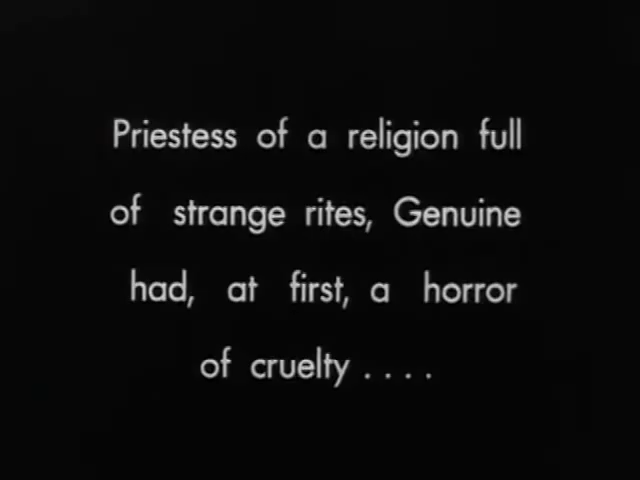 Priestess of a religion full
of strange rites, Genuine
had, at first, a horror
of cruelty . . . .